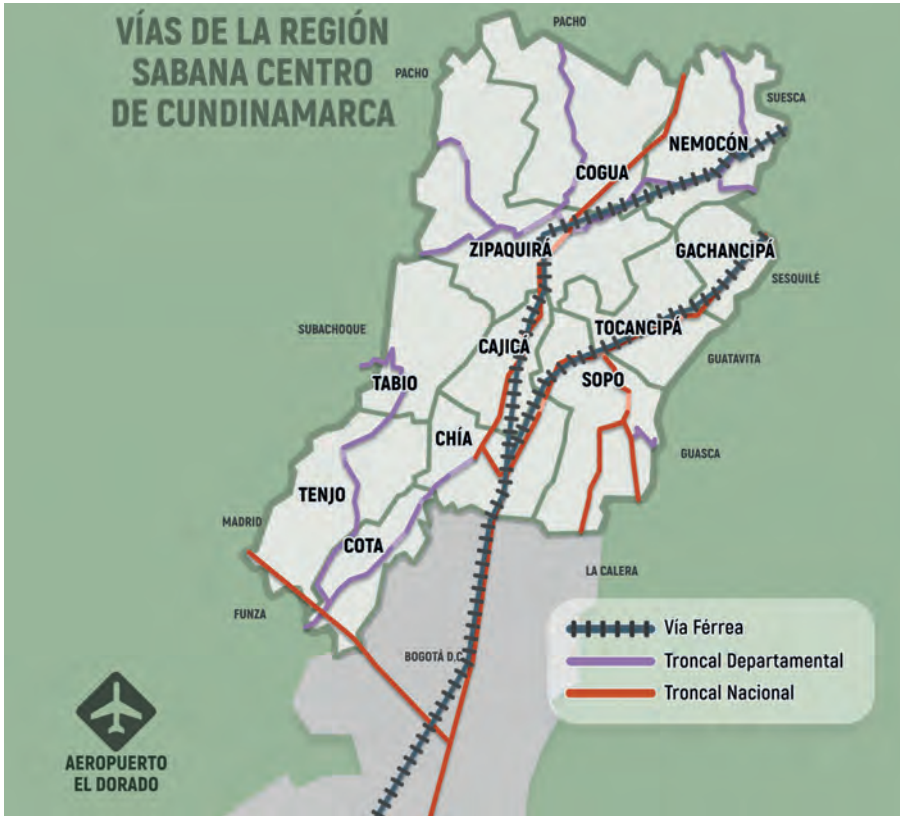 VÍAS DE LA REGIÓN
SABANA CENTRO
DE CUNDINAMARCA
PACHO
PACHO
SUESCA
NEMOCÓN
COGUA
ZIPAQUIRÁ
GACHANCIPÁ
SESQUILÉ
SUBACHOQUE
TOCANCIPÁ
CAJICÁ
GUATAVITA
TABIO
SOPO
CHÍA
GUASCA
TENJO
MADRID
COTA
LA CALERA
FUNZA
BOGOTÁ D.C.
Vía Férrea
Troncal Departamental
Troncal Nacional
AEROPUERTO
EL DORADO